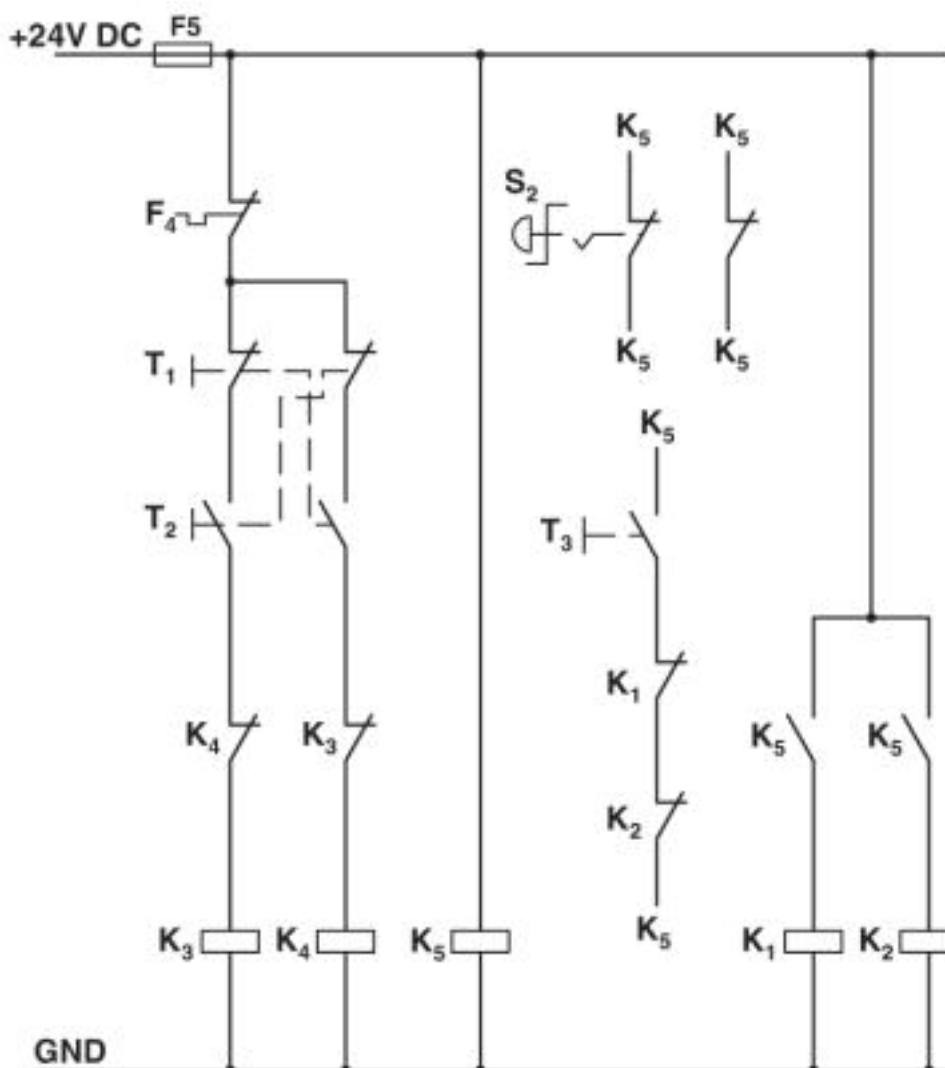 +24V DC F5
K₅ K₅
S₂
F₄
K₅ K₅
T₁
K₅
T₂ T₃
K₁
K₄ K₃ K₅ K₅
K₂
K₃ K₄ K₅ K₅ K₁ K₂
GND